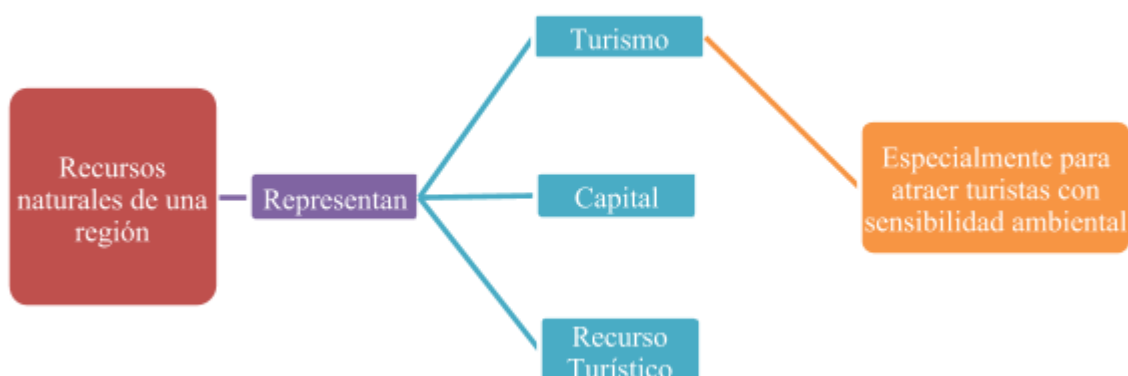 Recursos
naturales de una
región
Representan
Turismo
Capital
Recurso
Turístico
Especialmente para
atraer turistas con
sensibilidad ambiental